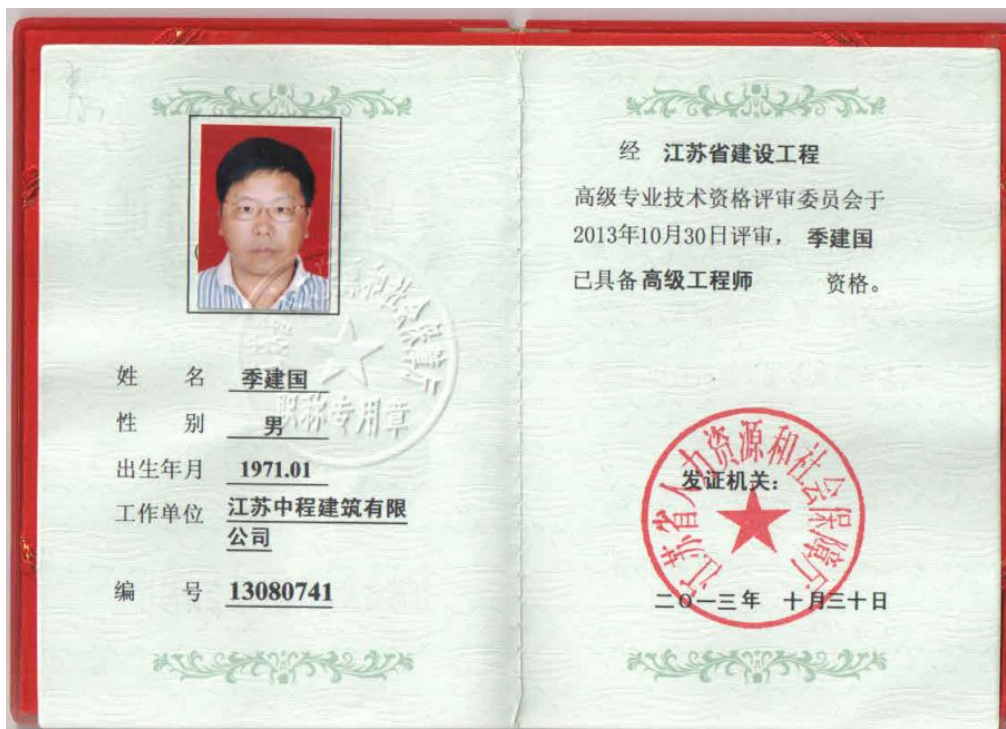 姓 名 季建国
性 别 男
出生年月 1971.01
工作单位 江苏中程建筑有限
公司
编 号 13080741
职称专用章
经 江苏省建设工程
高级专业技术资格评审委员会于
2013年10月30日评审， 季建国
已具备 高级工程师 资格。
江苏省人力资源和社会保障厅
发证机关：
二〇一三年 十月三十日